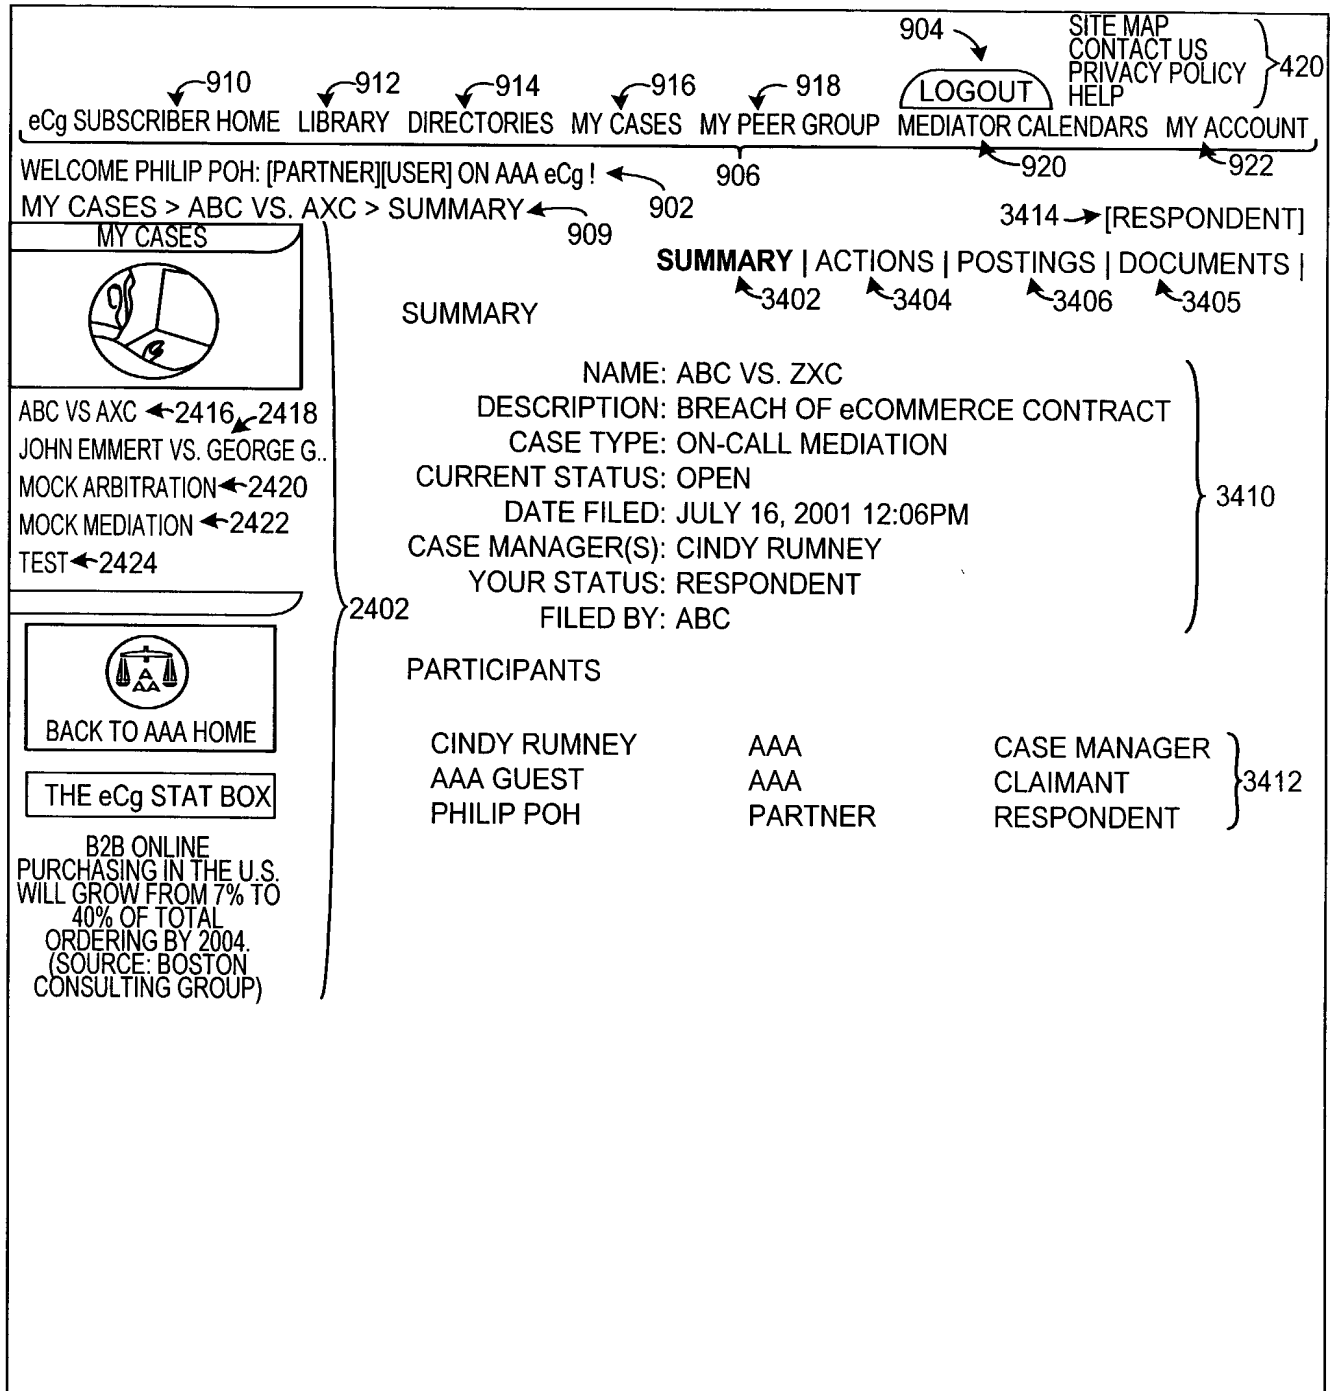 904
SITE MAP
CONTACT US
PRIVACY POLICY
HELP
420
910 912 914 916 918
LOGOUT
eCg SUBSCRIBER HOME LIBRARY DIRECTORIES MY CASES MY PEER GROUP MEDIATOR CALENDARS MY ACCOUNT
906 920 922
WELCOME PHILIP POH: [PARTNER][USER] ON AAA eCg !
902
MY CASES > ABC VS. AXC > SUMMARY
909
3414 [RESPONDENT]
MY CASES
SUMMARY | ACTIONS | POSTINGS | DOCUMENTS |
3402 3404 3406 3405
SUMMARY
NAME: ABC VS. ZXC
DESCRIPTION: BREACH OF eCOMMERCE CONTRACT
CASE TYPE: ON-CALL MEDIATION
CURRENT STATUS: OPEN
DATE FILED: JULY 16, 2001 12:06PM
CASE MANAGER(S): CINDY RUMNEY
YOUR STATUS: RESPONDENT
FILED BY: ABC
3410
ABC VS AXC 2416 2418
JOHN EMMERT VS. GEORGE G..
MOCK ARBITRATION 2420
MOCK MEDIATION 2422
TEST 2424
2402
A
AA
BACK TO AAA HOME
PARTICIPANTS
CINDY RUMNEY AAA CASE MANAGER
AAA GUEST AAA CLAIMANT
PHILIP POH PARTNER RESPONDENT
3412
THE eCg STAT BOX
B2B ONLINE
PURCHASING IN THE U.S.
WILL GROW FROM 7% TO
40% OF TOTAL
ORDERING BY 2004.
(SOURCE: BOSTON
CONSULTING GROUP)